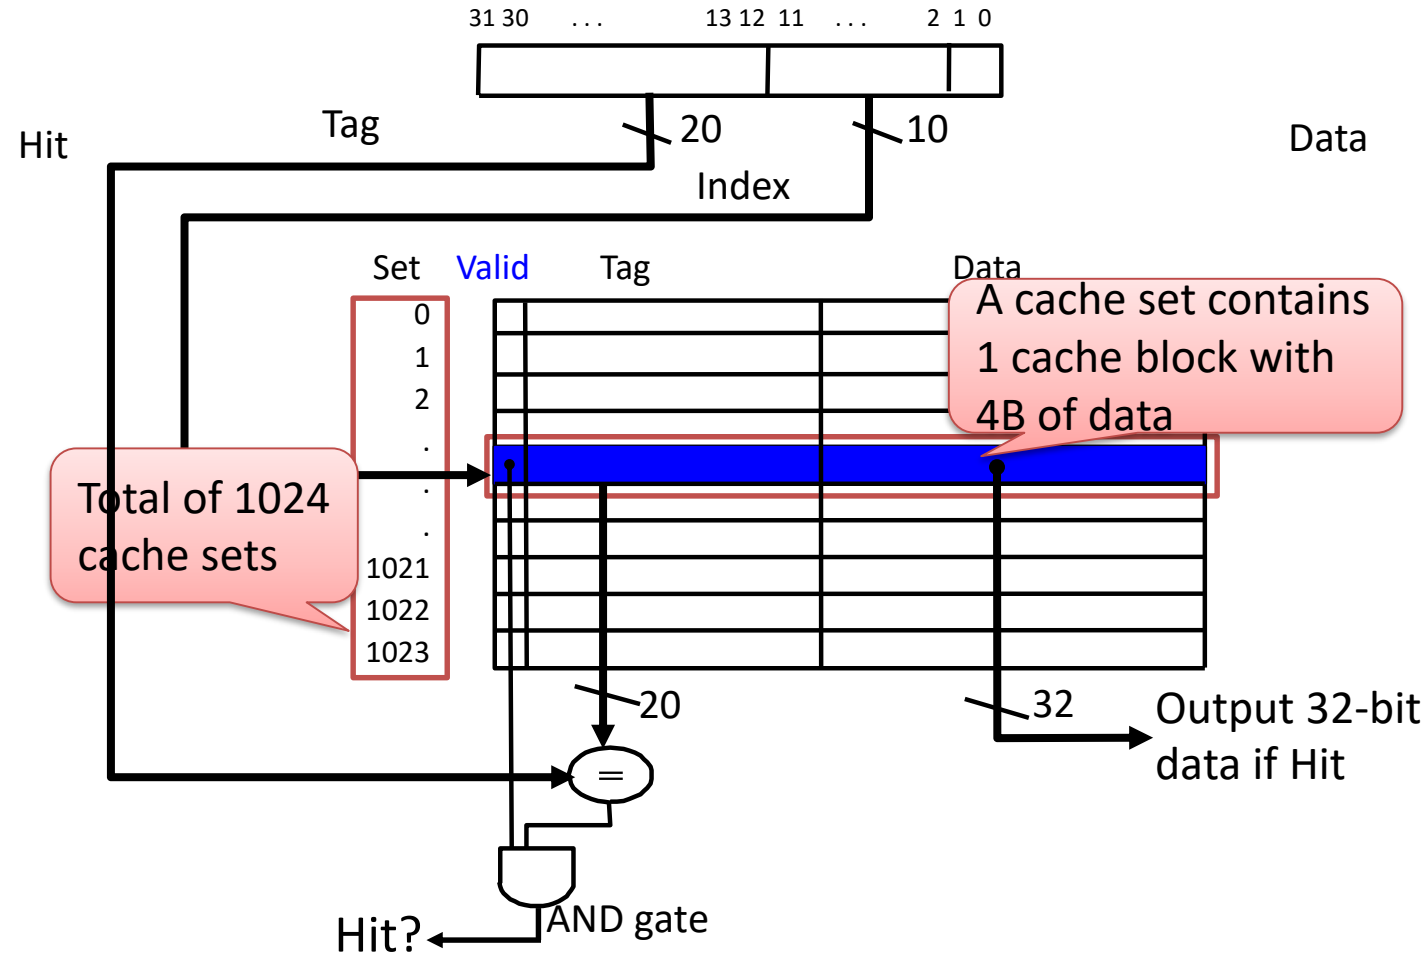 31 30 ... 13 12 11 ... 2 1 0
Hit
Tag
20
10
Data
Index
Set Valid Tag Data
0
1
2
.
.
.
1021
1022
1023
A cache set contains
1 cache block with
4B of data
Total of 1024
cache sets
20
32
Output 32-bit
data if Hit
=
AND gate
Hit?